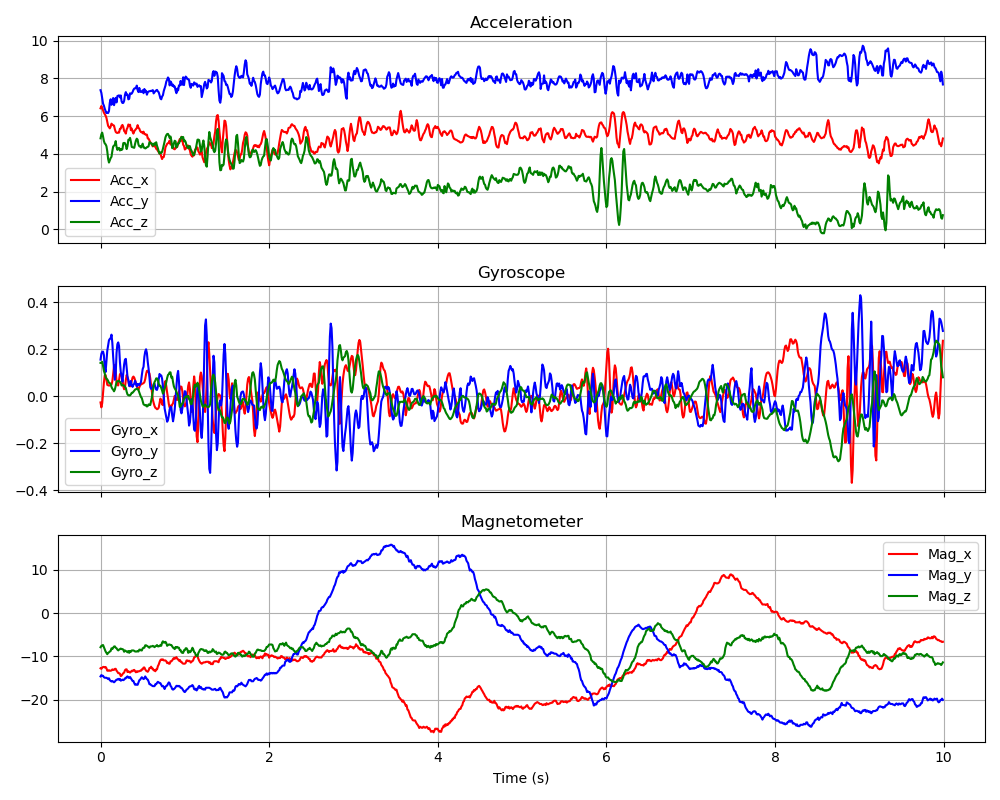 Acceleration
10
8
6
4
2
0
Acc_x
Acc_y
Acc_z
Gyroscope
0.4
0.2
0.0
−0.2
−0.4
Gyro_x
Gyro_y
Gyro_z
Magnetometer
10
0
−10
−20
Mag_x
Mag_y
Mag_z
0 2 4 6 8 10
Time (s)